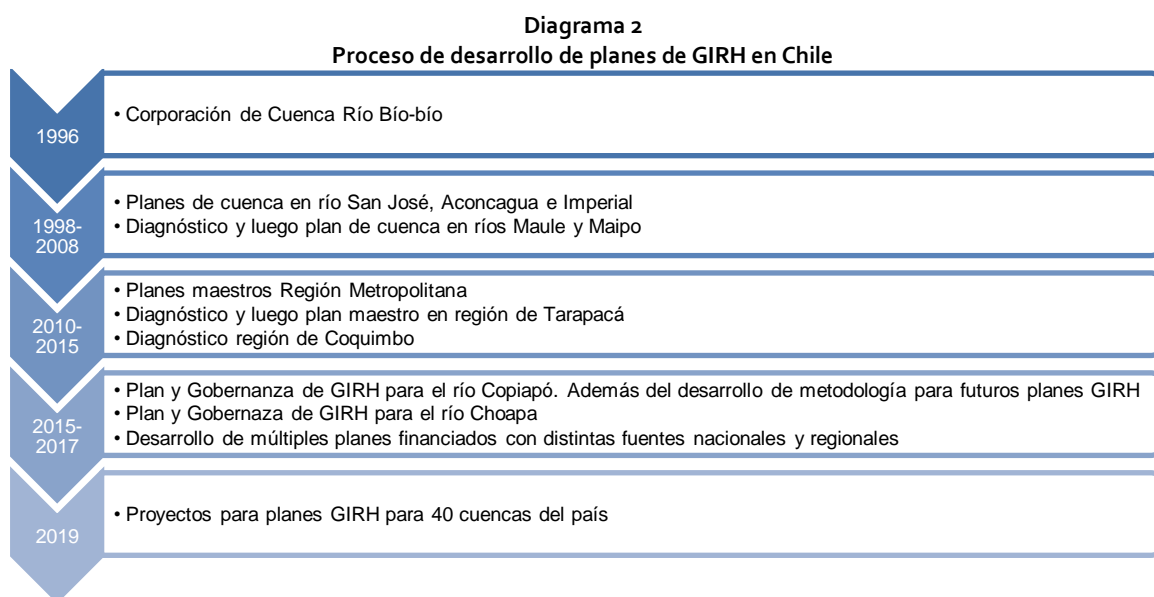 Diagrama 2
Proceso de desarrollo de planes de GIRH en Chile
1996
• Corporación de Cuenca Río Bío-bío
1998-
2008
• Planes de cuenca en río San José, Aconcagua e Imperial
• Diagnóstico y luego plan de cuenca en ríos Maule y Maipo
2010-
2015
• Planes maestros Región Metropolitana
• Diagnóstico y luego plan maestro en región de Tarapacá
• Diagnóstico región de Coquimbo
2015-
2017
• Plan y Gobernanza de GIRH para el río Copiapó. Además del desarrollo de metodología para futuros planes GIRH
• Plan y Gobernaza de GIRH para el río Choapa
• Desarrollo de múltiples planes financiados con distintas fuentes nacionales y regionales
2019
• Proyectos para planes GIRH para 40 cuencas del país